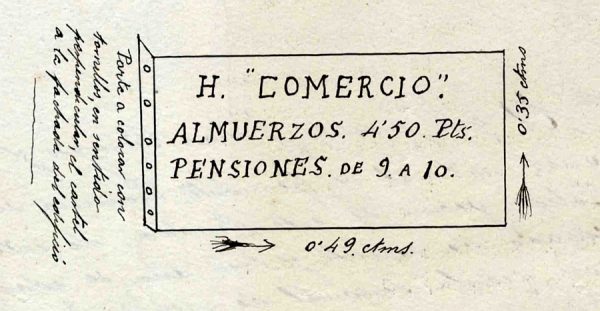 H. "COMERCIO".
ALMUERZOS. 4'50. Pts.
PENSIONES. DE 9. A 10.
0'49. ctms.
0'35 ctms
Parte a colocar con
tornillos, en sentido
perpendicular, el cartel
a la fachada del edificio